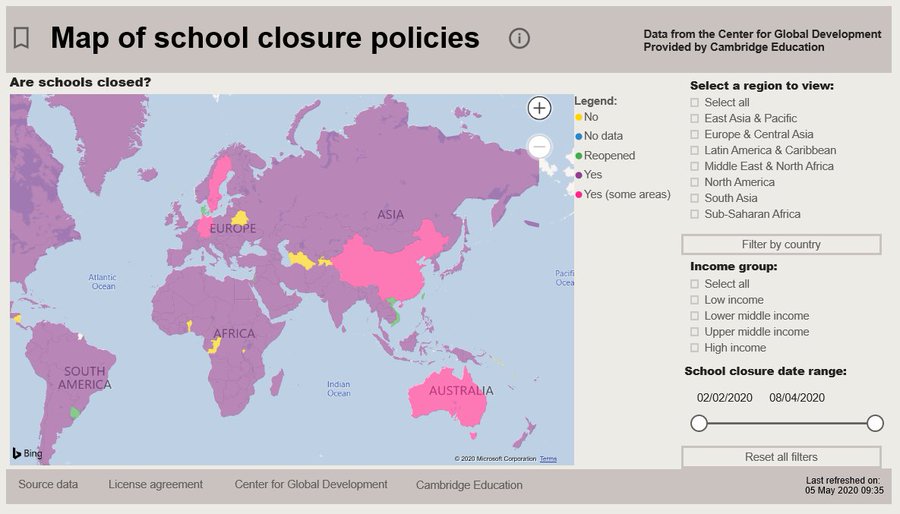 Map of school closure policies
Data from the Center for Global Development
Provided by Cambridge Education
Are schools closed?
Legend:
No
No data
Reopened
Yes
Yes (some areas)
ASIA
EUROPE
Atlantic
Ocean
Pacifi
Ocea
AFRICA
SOUTH
AMERICA
Indian
Ocean
AUSTRALIA
Bing
© 2020 Microsoft Corporation Terms
Select a region to view:
Select all
East Asia & Pacific
Europe & Central Asia
Latin America & Caribbean
Middle East & North Africa
North America
South Asia
Sub-Saharan Africa
Filter by country
Income group:
Select all
Low income
Lower middle income
Upper middle income
High income
School closure date range:
02/02/2020 08/04/2020
Reset all filters
Source data License agreement Center for Global Development Cambridge Education
Last refreshed on:
05 May 2020 09:35